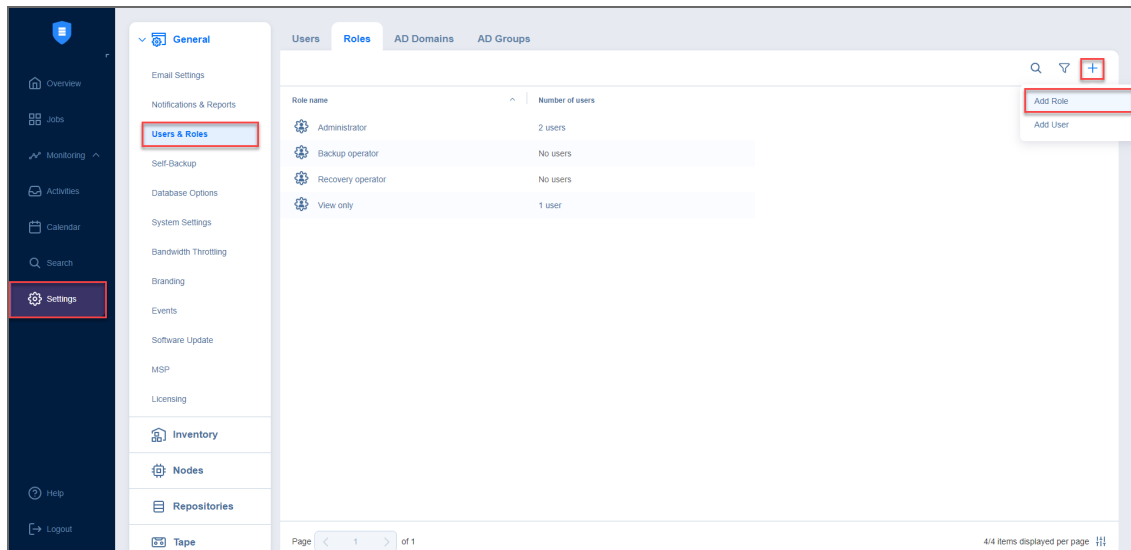 Overview
Jobs
Monitoring
Activities
Calendar
Search
Settings
Help
Logout
General
Email Settings
Notifications & Reports
Users & Roles
Self-Backup
Database Options
System Settings
Bandwidth Throttling
Branding
Events
Software Update
MSP
Licensing
Inventory
Nodes
Repositories
Tape
Users Roles AD Domains AD Groups
Add Role
Add User
Role name Number of users
Administrator 2 users
Backup operator No users
Recovery operator No users
View only 1 user
Page 1 of 1 4/4 items displayed per page